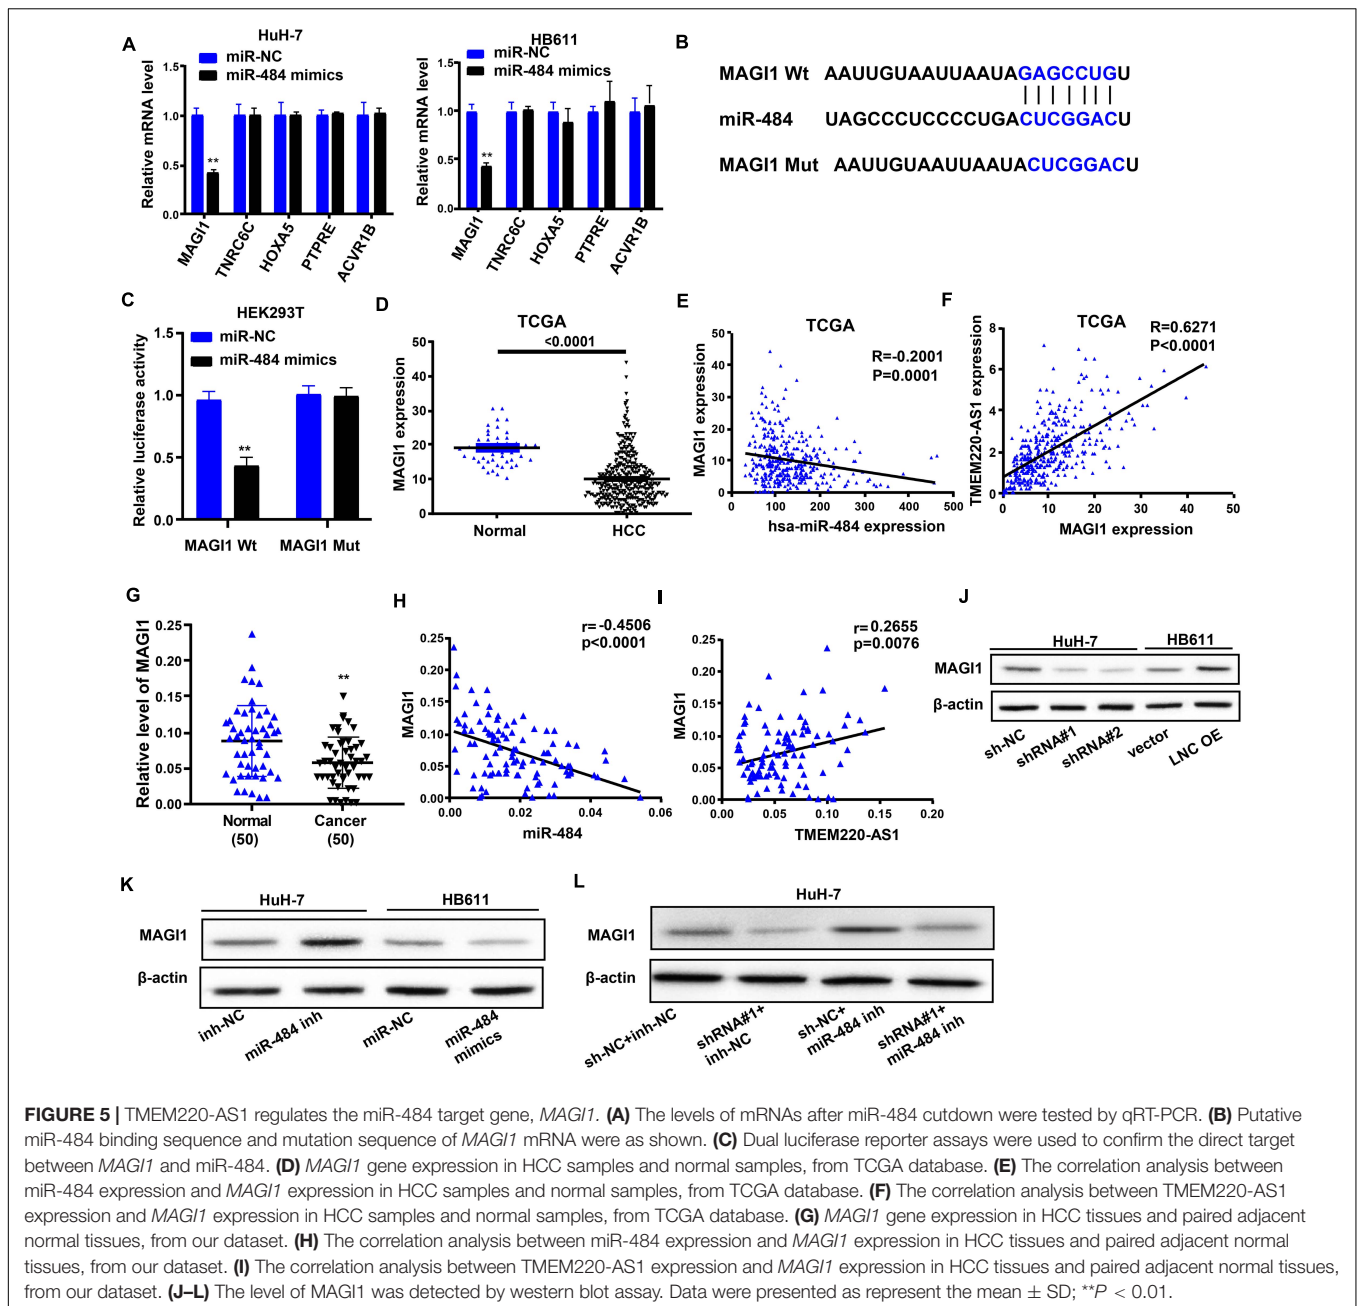 A
HuH-7
miR-NC
miR-484 mimics
Relative mRNA level
1.5
1.0
0.5
0.0
**
MAGI1
TNRC6C
HOXA5
PTPRE
ACVR1B
HB611
miR-NC
miR-484 mimics
Relative mRNA level
1.5
1.0
0.5
0.0
**
MAGI1
TNRC6C
HOXA5
PTPRE
ACVR1B
B
MAGI1 Wt AAUUGUAAUUAAUAGAGCCUGU
miR-484 UAGCCCUCCCCUGACUCGGACU
MAGI1 Mut AAUUGUAAUUAAUACUCGGACU
C
HEK293T
miR-NC
miR-484 mimics
Relative luciferase activity
1.5
1.0
0.5
0.0
**
MAGI1 Wt MAGI1 Mut
D
TCGA
<0.0001
MAGI1 expression
50
40
30
20
10
0
Normal HCC
E
TCGA
R=-0.2001
P=0.0001
MAGI1 expression
50
40
30
20
10
0
0 100 200 300 400 500
hsa-miR-484 expression
F
TCGA
R=0.6271
P<0.0001
TMEM220-AS1 expression
8
6
4
2
0
0 10 20 30 40 50
MAGI1 expression
G
Relative level of MAGI1
0.25
0.20
0.15
0.10
0.05
0.00
**
Normal Cancer
(50) (50)
H
r= -0.4506
p<0.0001
MAGI1
0.25
0.20
0.15
0.10
0.05
0.00
0.00 0.02 0.04 0.06
miR-484
I
r=0.2655
p=0.0076
MAGI1
0.25
0.20
0.15
0.10
0.05
0.00
0.00 0.05 0.10 0.15 0.20
TMEM220-AS1
J
HuH-7 HB611
MAGI1
β-actin
sh-NC
shRNA#1
shRNA#2
vector
LNC OE
K
HuH-7 HB611
MAGI1
β-actin
inh-NC
miR-484 inh
miR-NC
miR-484
mimics
L
HuH-7
MAGI1
β-actin
sh-NC+inh-NC
shRNA#1+
inh-NC
sh-NC+
miR-484 inh
shRNA#1+
miR-484 inh
FIGURE 5 | TMEM220-AS1 regulates the miR-484 target gene, MAGI1. (A) The levels of mRNAs after miR-484 cutdown were tested by qRT-PCR. (B) Putative
miR-484 binding sequence and mutation sequence of MAGI1 mRNA were as shown. (C) Dual luciferase reporter assays were used to confirm the direct target
between MAGI1 and miR-484. (D) MAGI1 gene expression in HCC samples and normal samples, from TCGA database. (E) The correlation analysis between
miR-484 expression and MAGI1 expression in HCC samples and normal samples, from TCGA database. (F) The correlation analysis between TMEM220-AS1
expression and MAGI1 expression in HCC samples and normal samples, from TCGA database. (G) MAGI1 gene expression in HCC tissues and paired adjacent
normal tissues, from our dataset. (H) The correlation analysis between miR-484 expression and MAGI1 expression in HCC tissues and paired adjacent normal
tissues, from our dataset. (I) The correlation analysis between TMEM220-AS1 expression and MAGI1 expression in HCC tissues and paired adjacent normal tissues,
from our dataset. (J–L) The level of MAGI1 was detected by western blot assay. Data were presented as represent the mean ± SD; **P < 0.01.